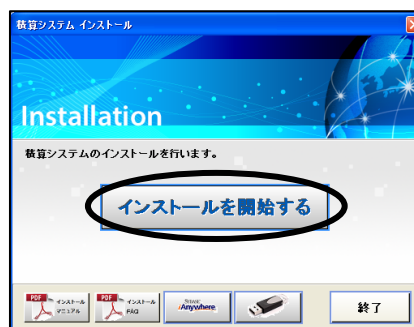 積算システム インストール
Installation
積算システムのインストールを行います。
インストールを開始する
PDF インストール マニュアル
PDF インストール FAQ
Anywhere
終了